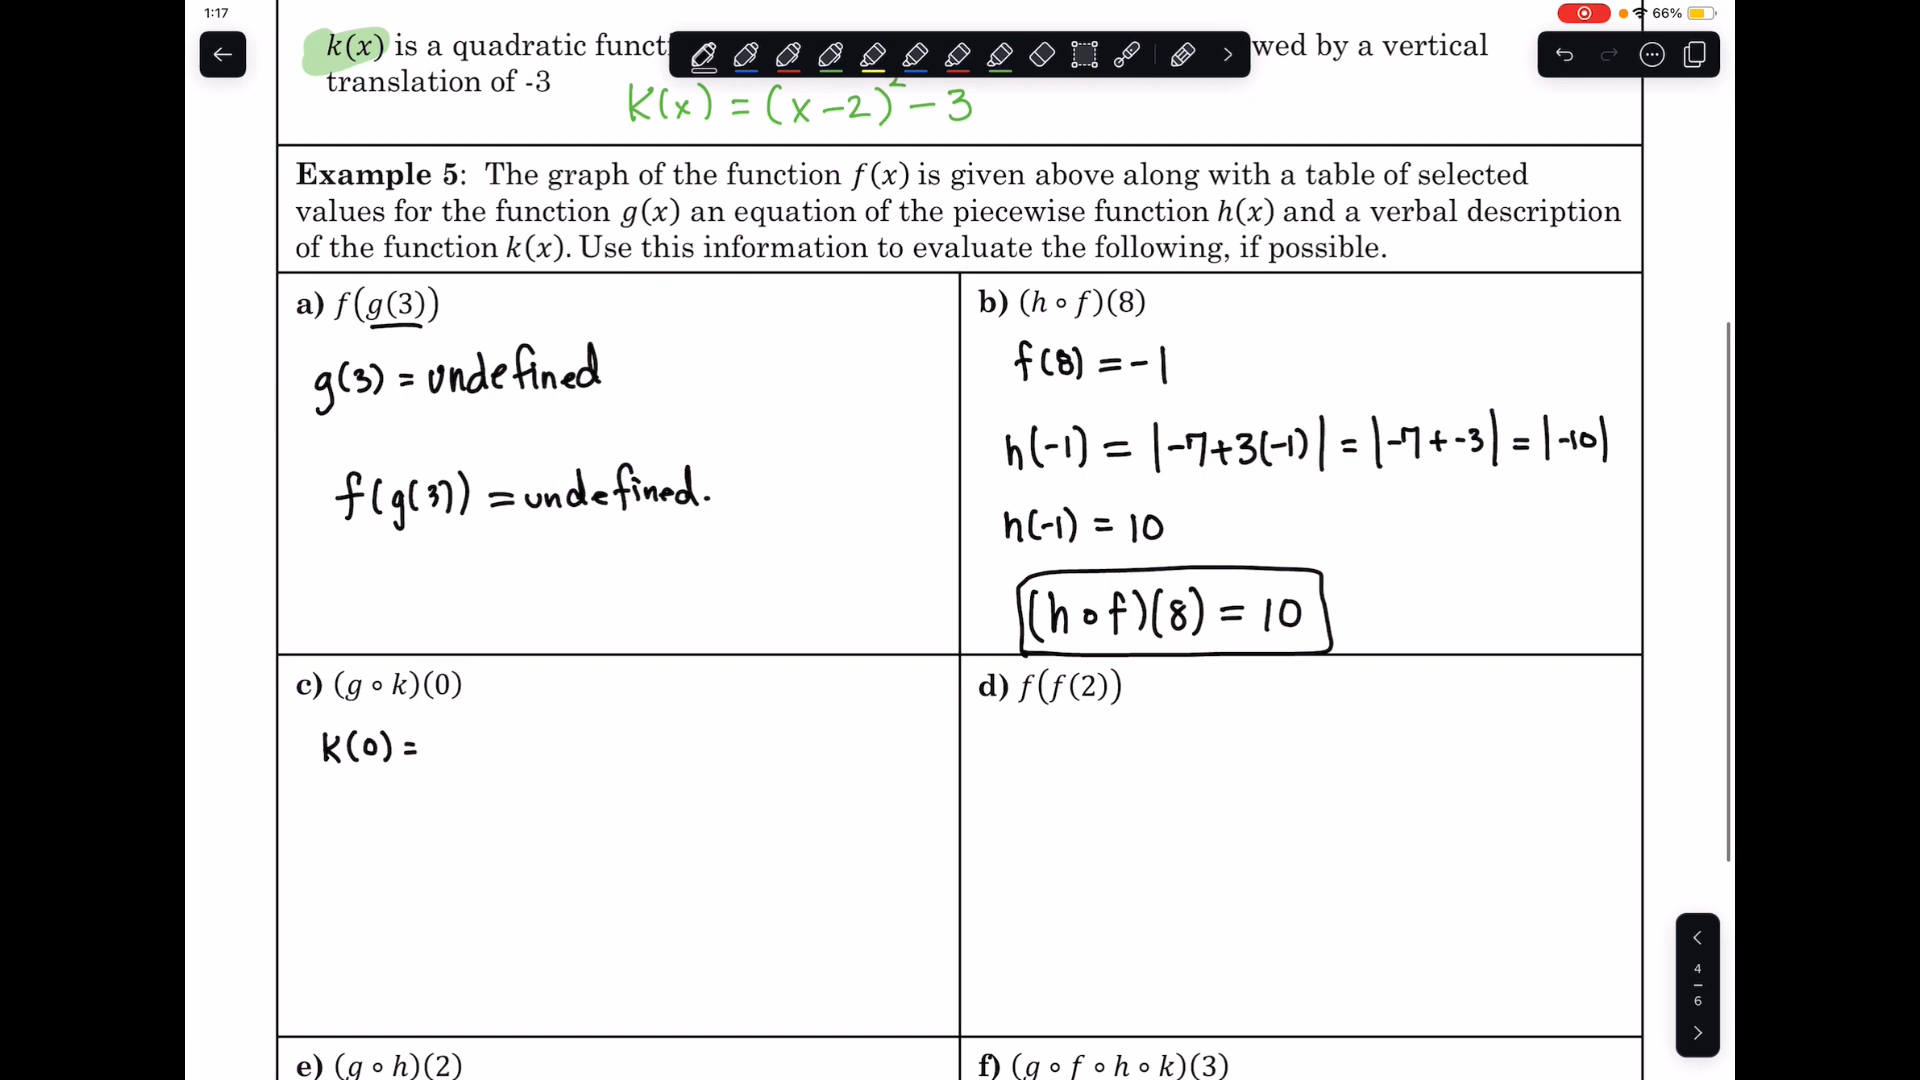 1:17
66%
k(x) is a quadratic functi wed by a vertical
translation of -3
K(x) = (x-2)² - 3
Example 5: The graph of the function f(x) is given above along with a table of selected
values for the function g(x) an equation of the piecewise function h(x) and a verbal description
of the function k(x). Use this information to evaluate the following, if possible.
a) f(g(3))
g(3) = undefined
f(g(3)) = undefined.
b) (h ∘ f)(8)
f(8) = -1
h(-1) = |-7+3(-1)| = |-7+-3| = |-10|
h(-1) = 10
(h ∘ f)(8) = 10
c) (g ∘ k)(0)
K(0) =
d) f(f(2))
e) (g ∘ h)(2)
f) (g ∘ f ∘ h ∘ k)(3)
4
6